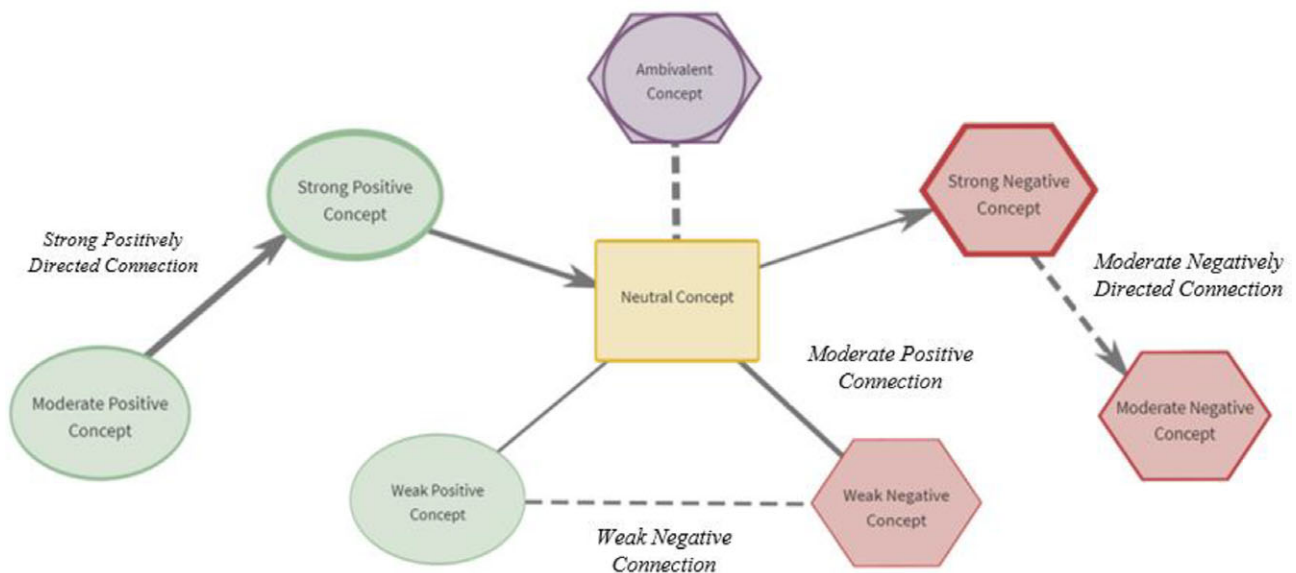 Ambivalent
Concept
Strong Positive
Concept
Strong Negative
Concept
Strong Positively
Directed Connection
Moderate Negatively
Directed Connection
Neutral Concept
Moderate Positive
Connection
Moderate Positive
Concept
Moderate Negative
Concept
Weak Positive
Concept
Weak Negative
Concept
Weak Negative
Connection